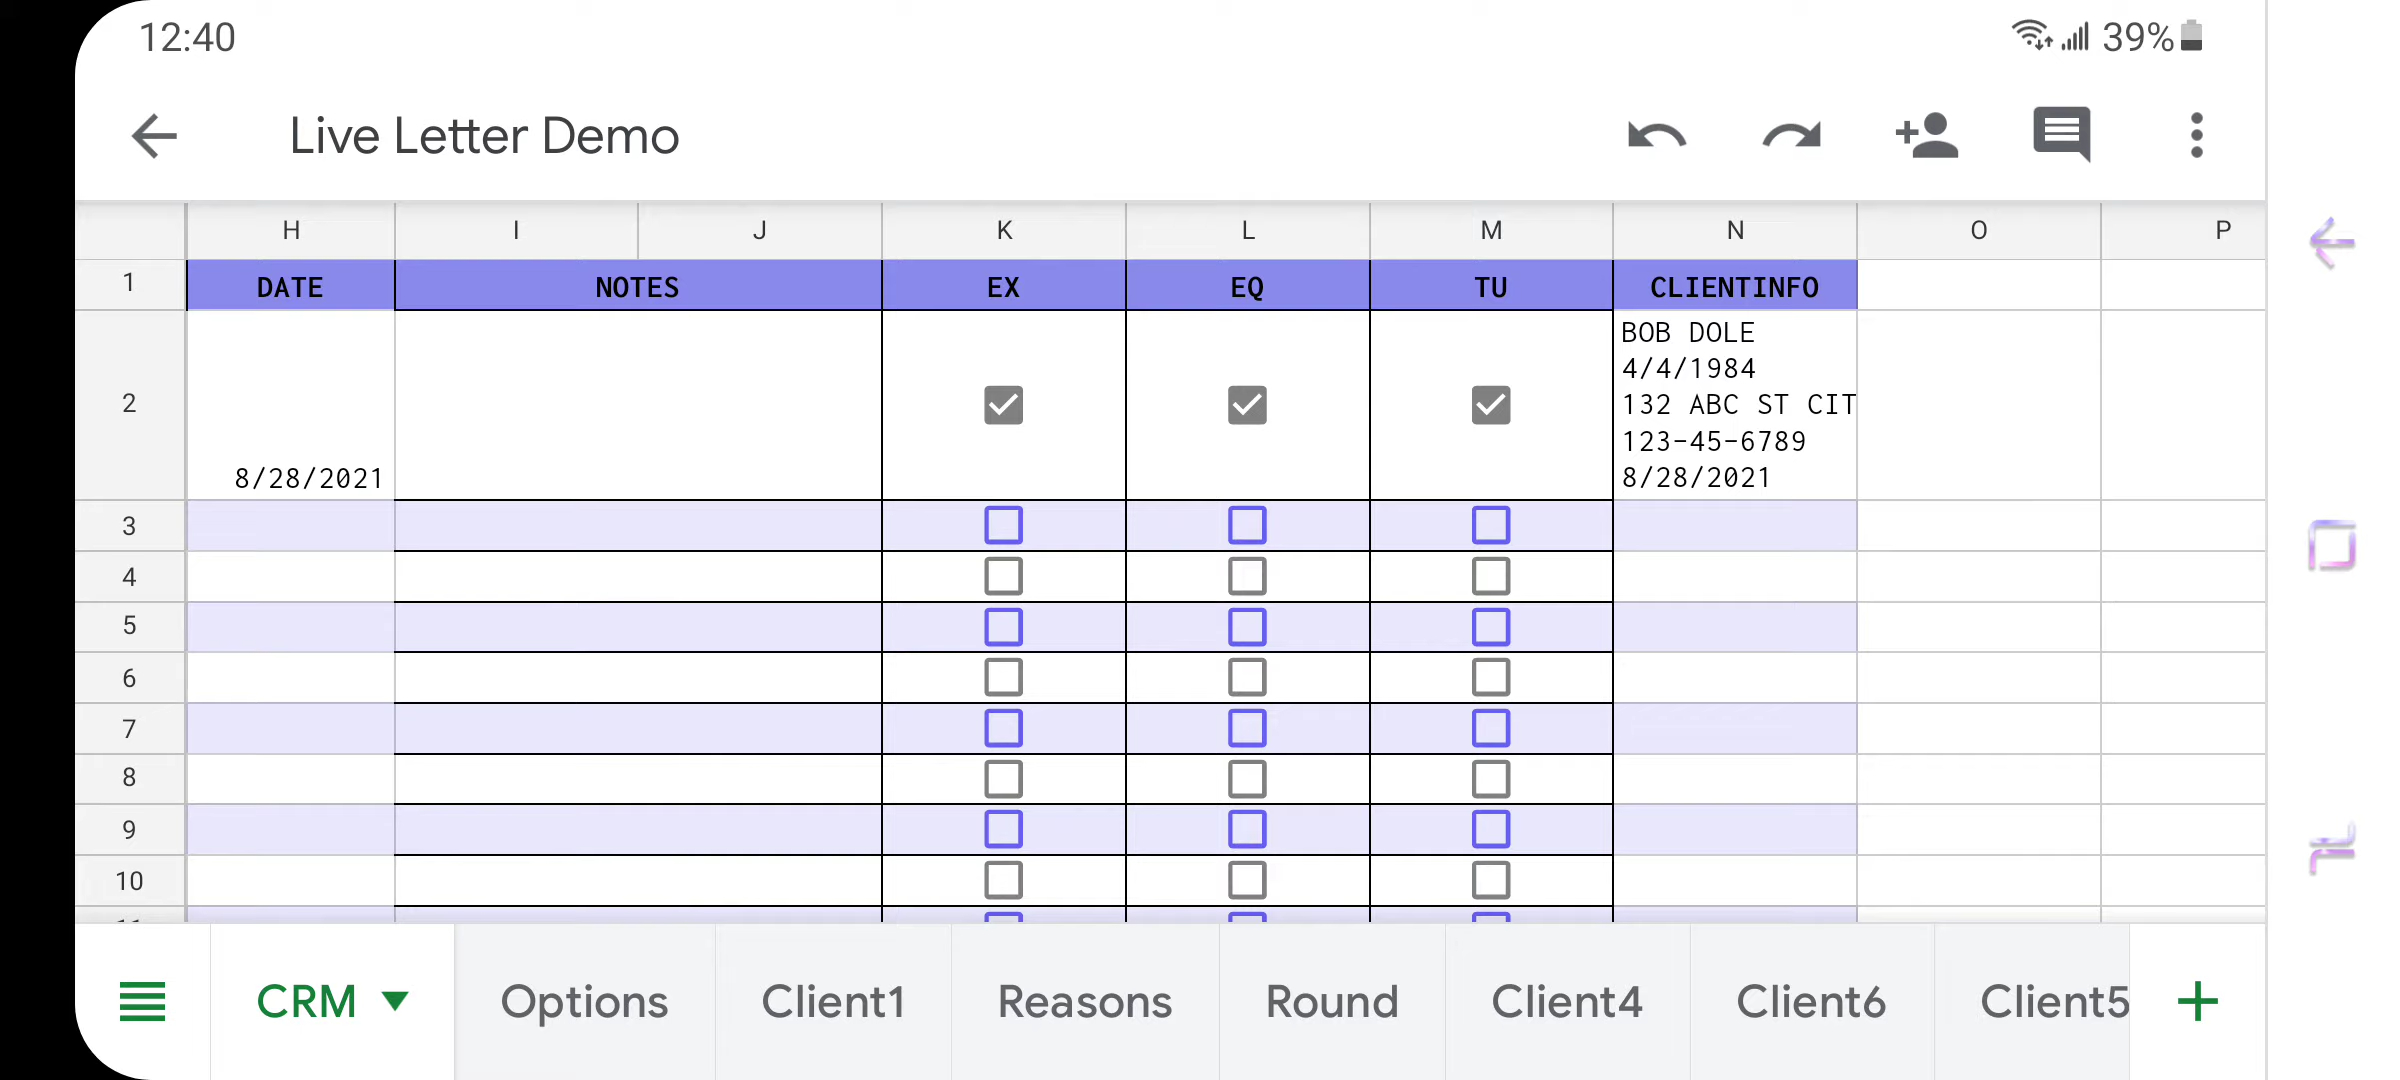 12:40
39%
Live Letter Demo
H I J K L M N O P
1 DATE NOTES EX EQ TU CLIENTINFO
2 8/28/2021
BOB DOLE
4/4/1984
132 ABC ST CIT
123-45-6789
8/28/2021
3
4
5
6
7
8
9
10
CRM Options Client1 Reasons Round Client4 Client6 Client5